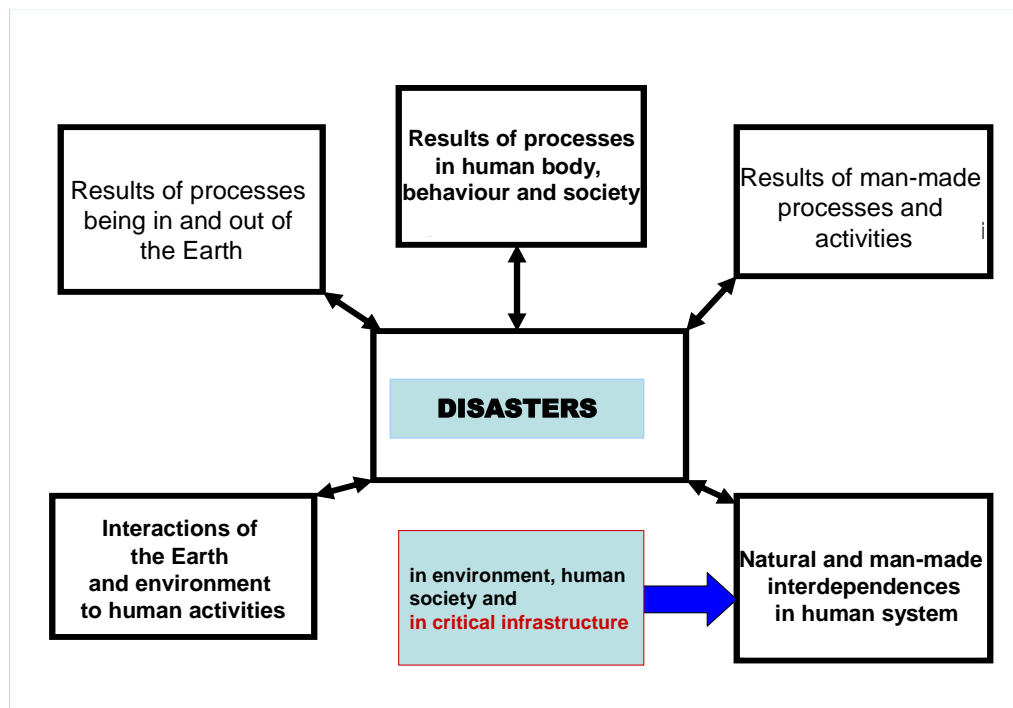 Results of processes
in human body,
behaviour and society
Results of processes
being in and out of
the Earth
Results of man-made
processes and
activities
i
DISASTERS
Interactions of
the Earth
and environment
to human activities
in environment, human
society and
in critical infrastructure
Natural and man-made
interdependences
in human system